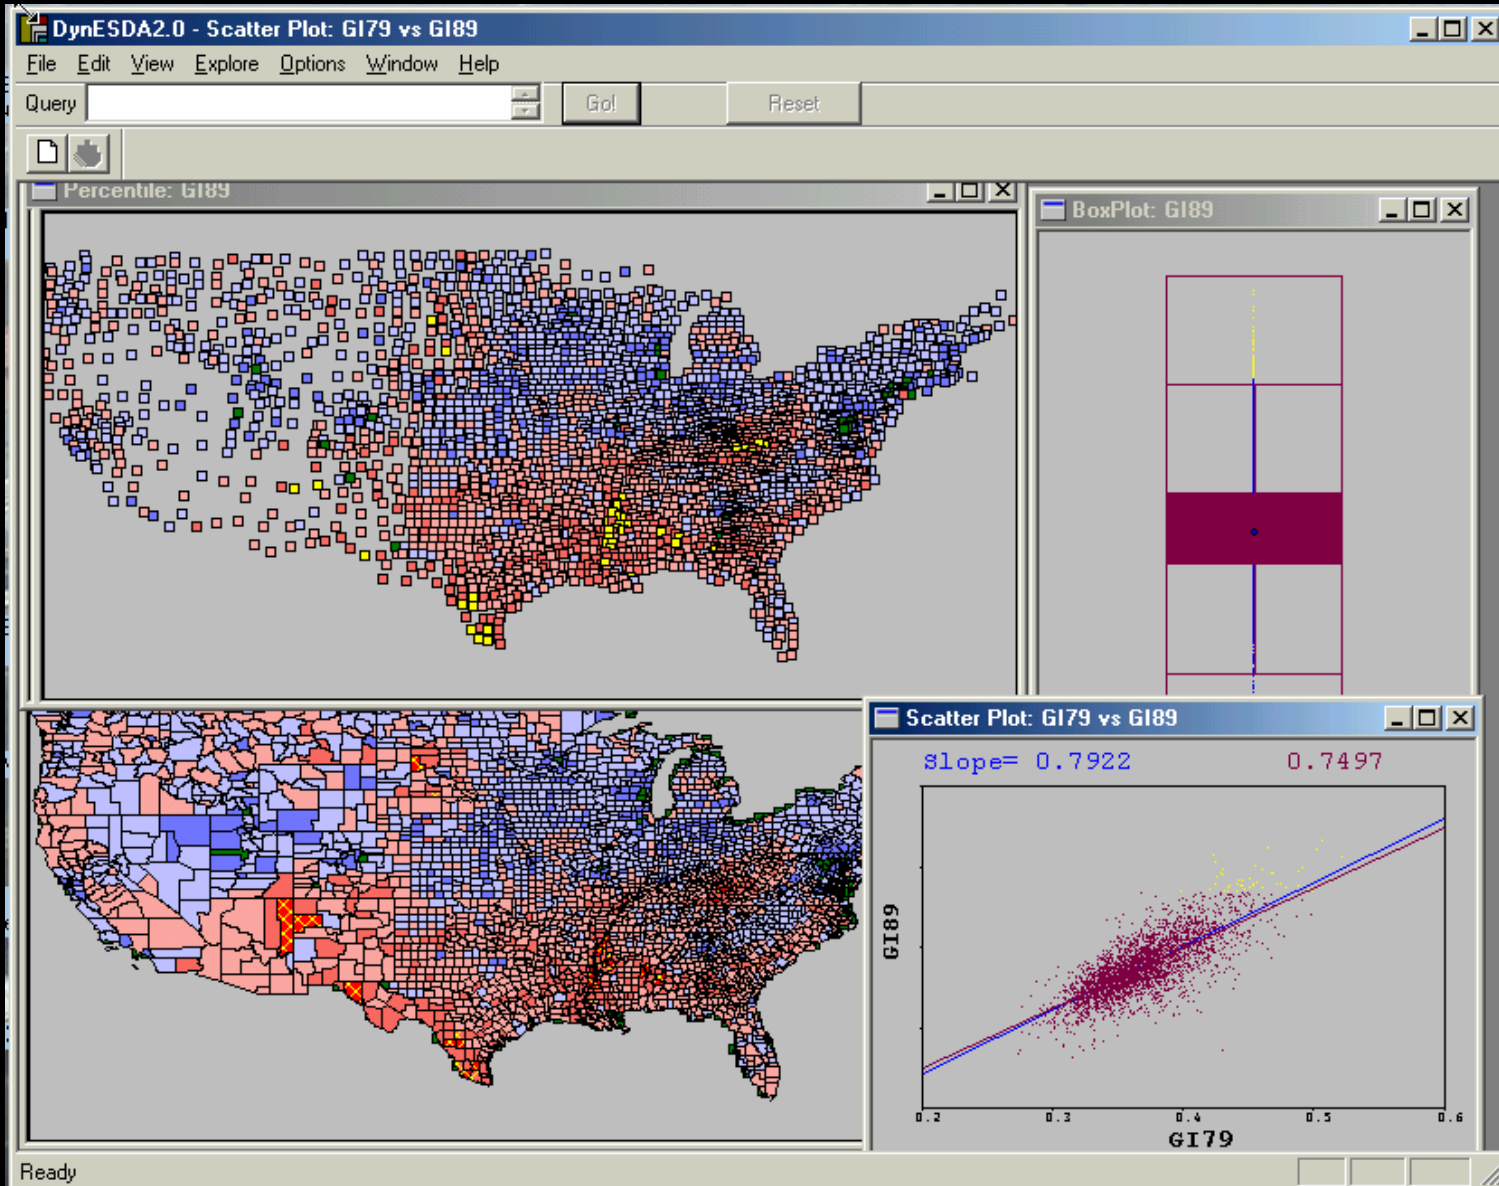 DynESDA2.0 - Scatter Plot: GI79 vs GI89
File Edit View Explore Options Window Help
Query Go! Reset
Percentile: GI89
BoxPlot: GI89
Scatter Plot: GI79 vs GI89
Slope= 0.7922 0.7497
GI89
0.2 0.3 0.4 0.5 0.6
GI79
Ready